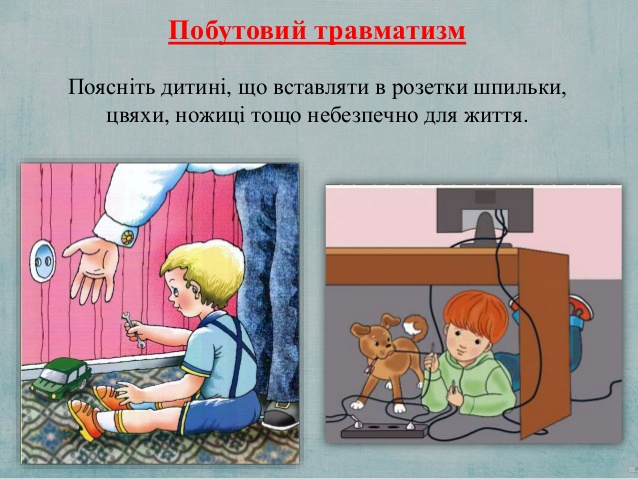 Побутовий травматизм
Поясніть дитині, що вставляти в розетки шпильки,
цвяхи, ножиці тощо небезпечно для життя.